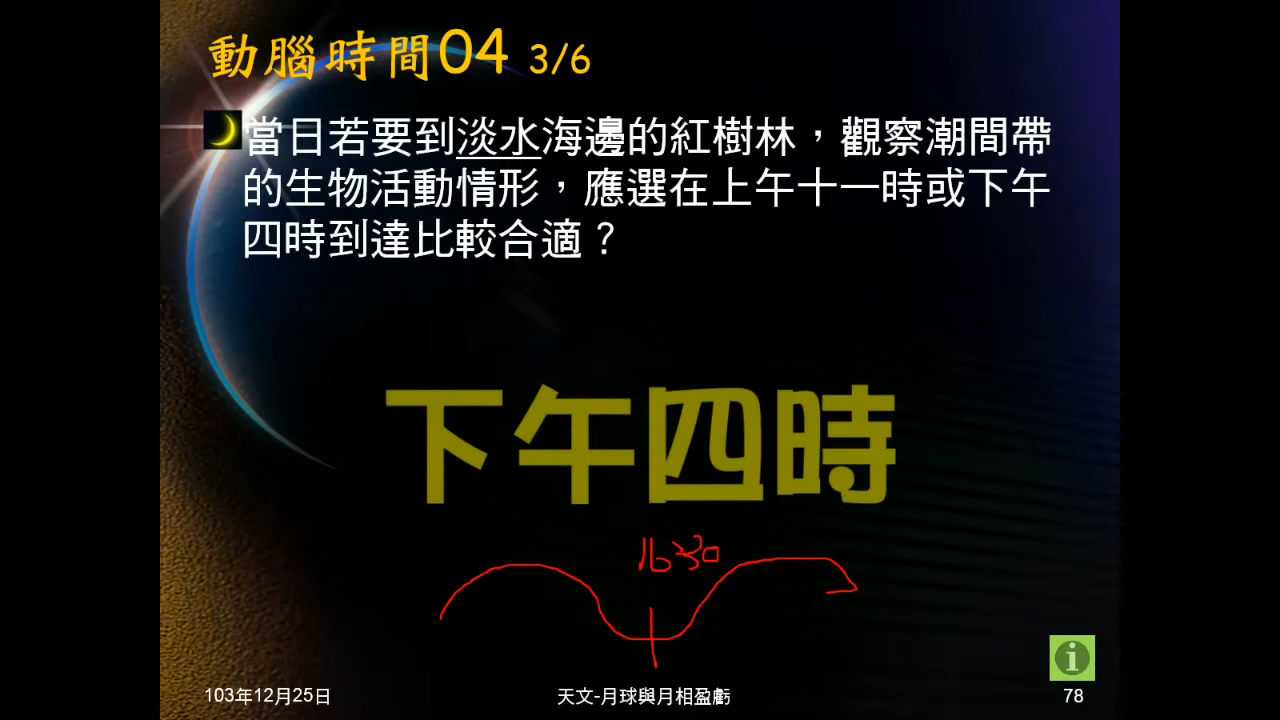 動腦時間04 3/6
當日若要到淡水海邊的紅樹林，觀察潮間帶
的生物活動情形，應選在上午十一時或下午
四時到達比較合適？
下午四時
1630
103年12月25日
天文-月球與月相盈虧
78